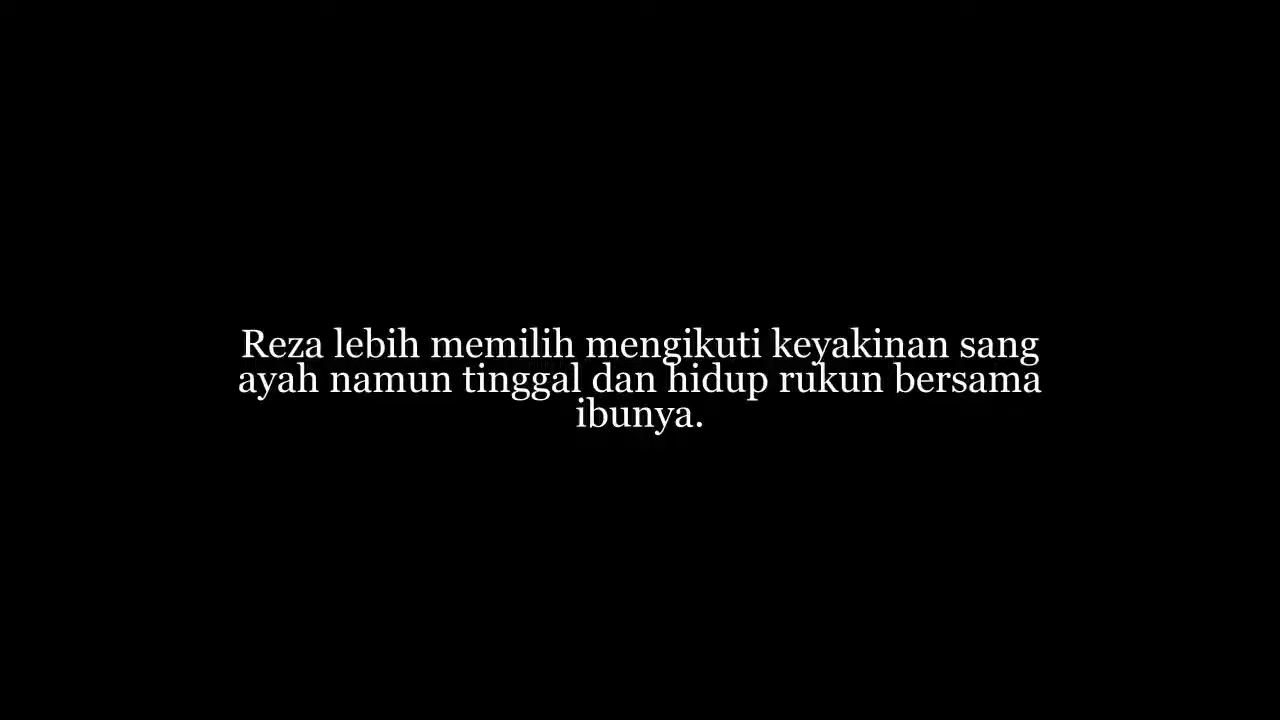 Reza lebih memilih mengikuti keyakinan sang
ayah namun tinggal dan hidup rukun bersama
ibunya.